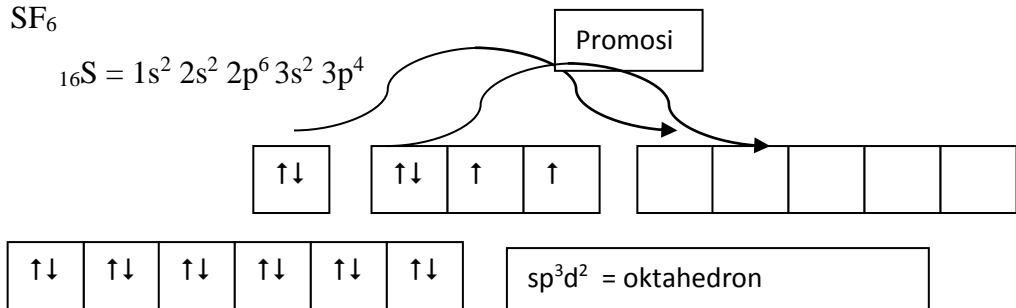 SF₆
Promosi
₁₆S = 1s² 2s² 2p⁶ 3s² 3p⁴
↑↓ ↑↓ ↑ ↑
↑↓ ↑↓ ↑↓ ↑↓ ↑↓ ↑↓ sp³d² = oktahedron